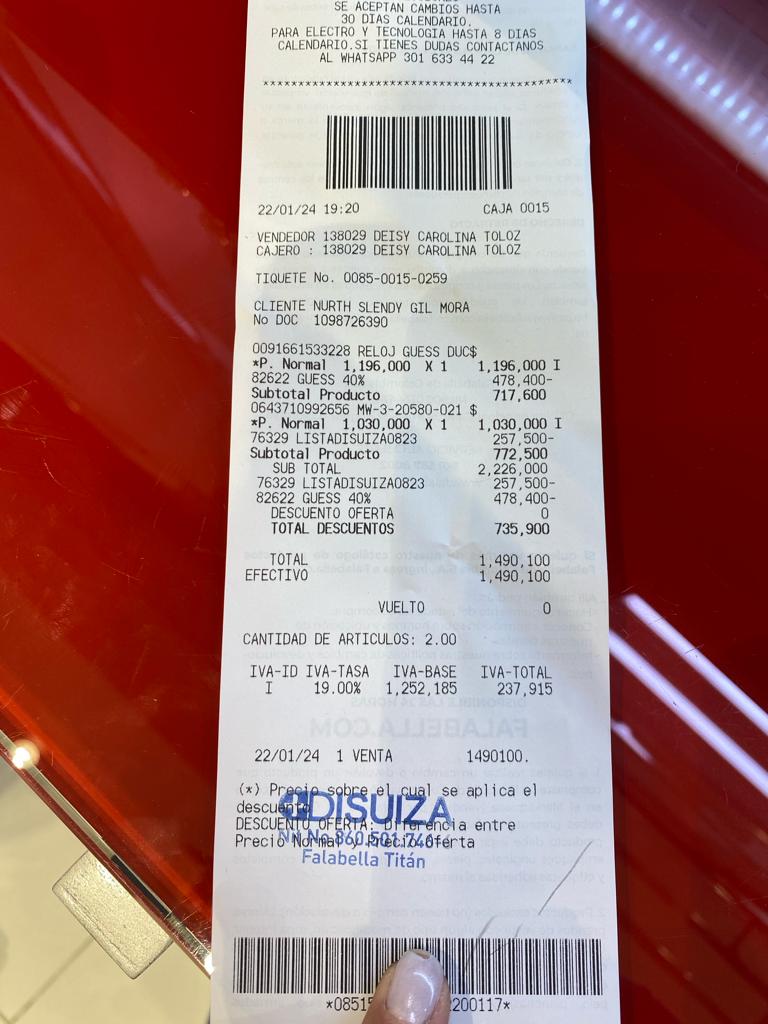 SE ACEPTAN CAMBIOS HASTA
30 DIAS CALENDARIO.
PARA ELECTRO Y TECNOLOGIA HASTA 8 DIAS
CALENDARIO.SI TIENES DUDAS CONTACTANOS
AL WHATSAPP 301 633 44 22
22/01/24 19:20 CAJA 0015
VENDEDOR 138029 DEISY CAROLINA TOLOZ
CAJERO : 138029 DEISY CAROLINA TOLOZ
TIQUETE No. 0085-0015-0259
CLIENTE NURTH SLENDY GIL MORA
No DOC 1098726390
0091661533228 RELOJ GUESS DUC$
*P. Normal 1,196,000 X 1 1,196,000 I
82622 GUESS 40% 478,400-
Subtotal Producto 717,600
0643710992656 MW-3-20580-021 $
*P. Normal 1,030,000 X 1 1,030,000 I
76329 LISTADISUIZA0823 257,500-
Subtotal Producto 772,500
SUB TOTAL 2,226,000
76329 LISTADISUIZA0823 257,500-
82622 GUESS 40% 478,400-
DESCUENTO OFERTA 0
TOTAL DESCUENTOS 735,900
TOTAL 1,490,100
EFECTIVO 1,490,100
VUELTO 0
CANTIDAD DE ARTICULOS: 2.00
IVA-ID IVA-TASA IVA-BASE IVA-TOTAL
I 19.00% 1,252,185 237,915
22/01/24 1 VENTA 1490100.
(*) Precio sobre el cual se aplica el
descuento
DISUIZA
DESCUENTO OFERTA: Diferencia entre
Nit No.
Precio Normal y Precio Oferta
Falabella Titán